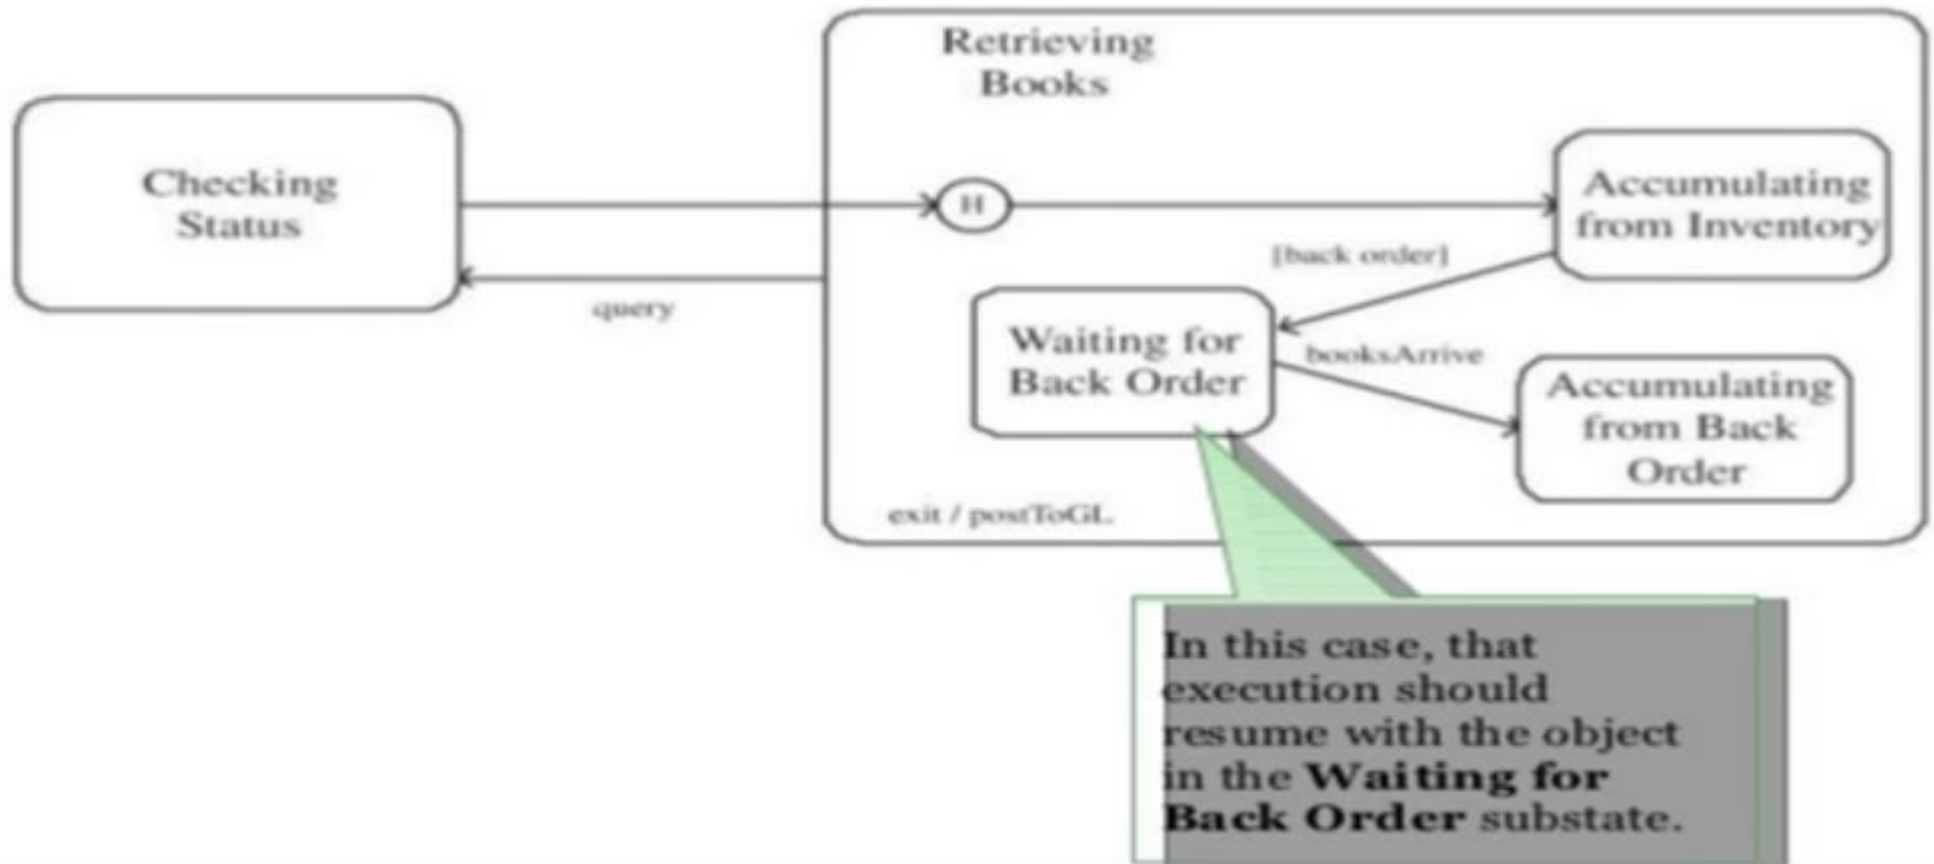 Retrieving
Books
Checking
Status
H
Accumulating
from Inventory
[back order]
query
Waiting for
Back Order
booksArrive
Accumulating
from Back
Order
exit / postToGL
In this case, that
execution should
resume with the object
in the Waiting for
Back Order substate.